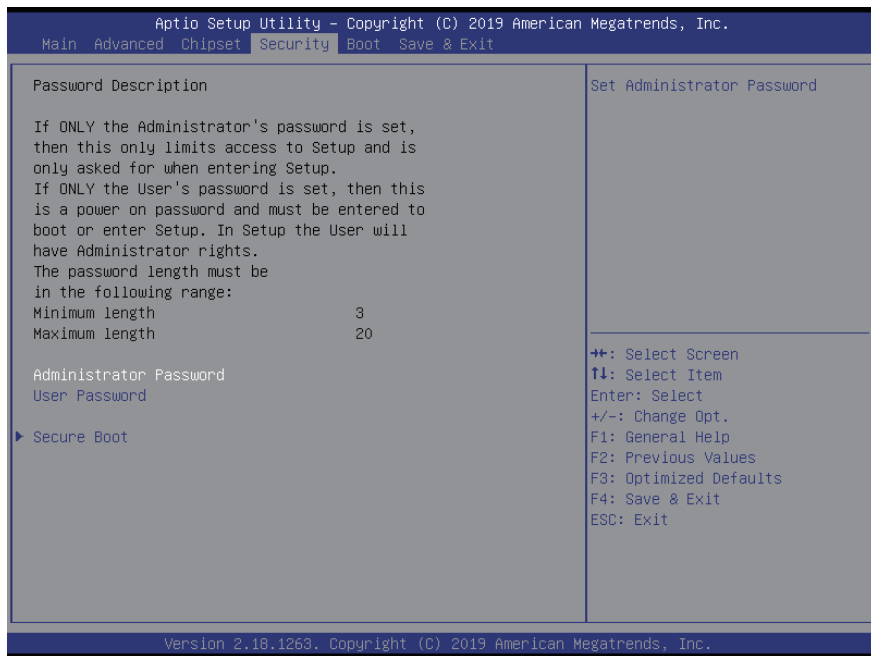 Aptio Setup Utility – Copyright (C) 2019 American Megatrends, Inc.
Main Advanced Chipset Security Boot Save & Exit
Password Description
If ONLY the Administrator's password is set,
then this only limits access to Setup and is
only asked for when entering Setup.
If ONLY the User's password is set, then this
is a power on password and must be entered to
boot or enter Setup. In Setup the User will
have Administrator rights.
The password length must be
in the following range:
Minimum length 3
Maximum length 20
Administrator Password
User Password
Secure Boot
Set Administrator Password
→←: Select Screen
↑↓: Select Item
Enter: Select
+/-: Change Opt.
F1: General Help
F2: Previous Values
F3: Optimized Defaults
F4: Save & Exit
ESC: Exit
Version 2.18.1263. Copyright (C) 2019 American Megatrends, Inc.